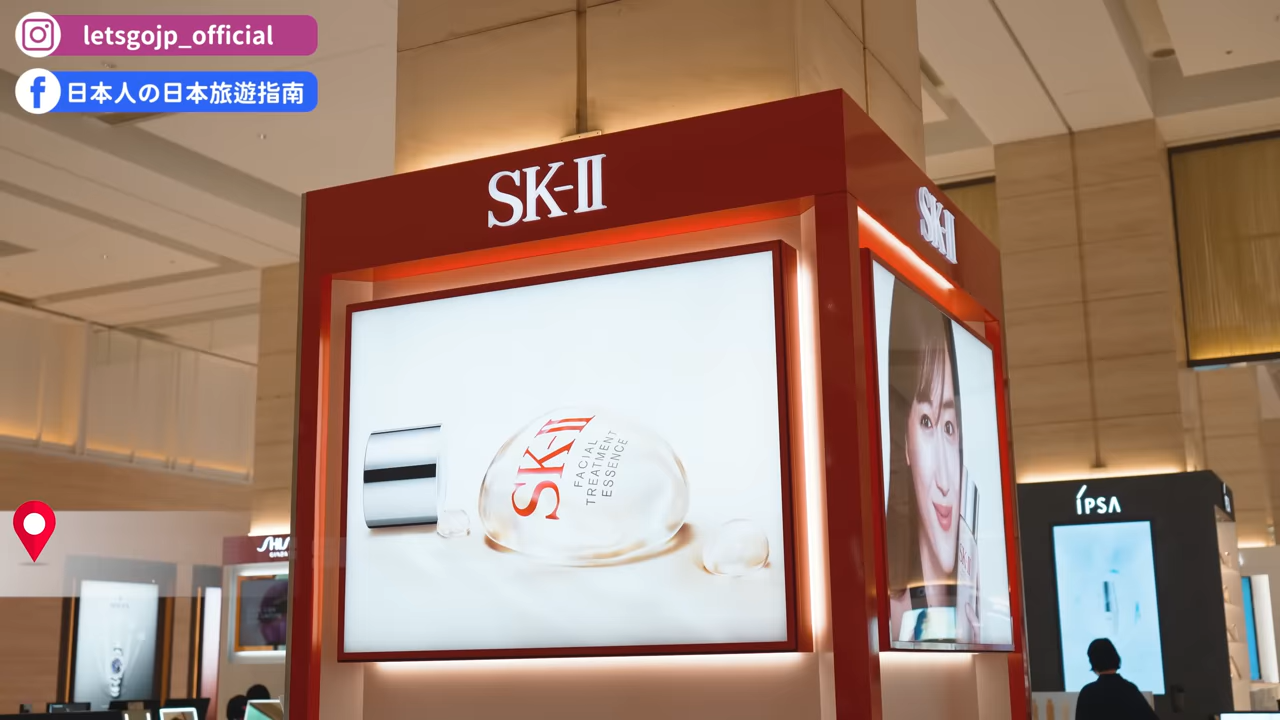 letsgojp_official
日本人の日本旅遊指南
SK-II
SK-II
SK-II
FACIAL
TREATMENT
ESSENCE
IPSA